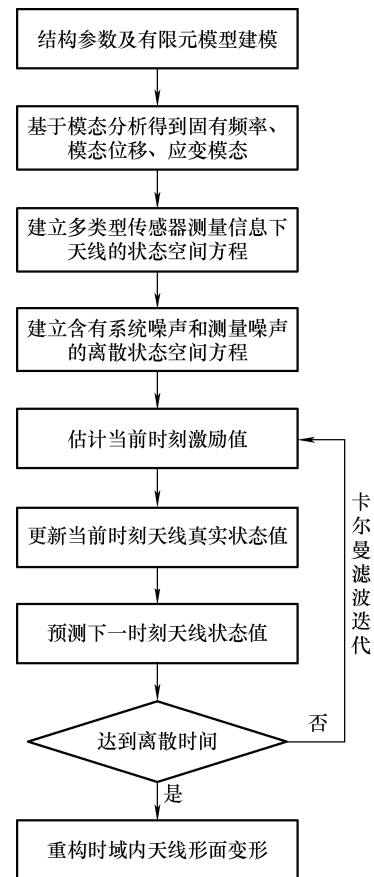 结构参数及有限元模型建模
基于模态分析得到固有频率、
模态位移、应变模态
建立多类型传感器测量信息下
天线的状态空间方程
建立含有系统噪声和测量噪声
的离散状态空间方程
估计当前时刻激励值
更新当前时刻天线真实状态值
预测下一时刻天线状态值
达到离散时间
否
卡尔曼滤波迭代
是
重构时域内天线形面变形